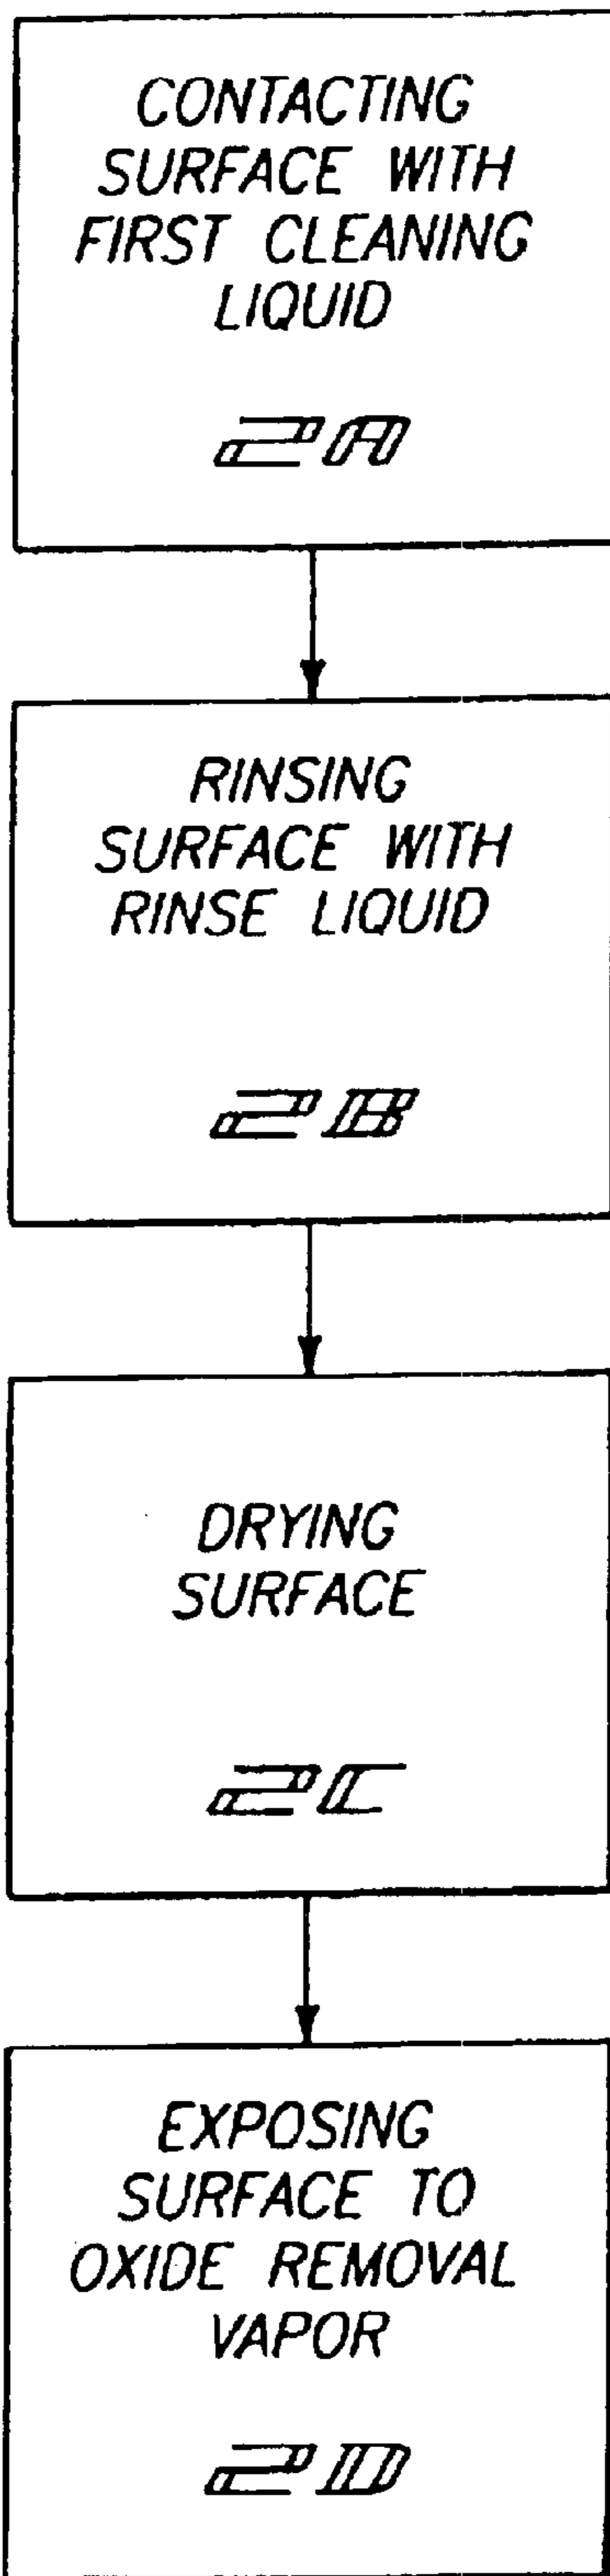 CONTACTING
SURFACE WITH
FIRST CLEANING
LIQUID
2A
RINSING
SURFACE WITH
RINSE LIQUID
2B
DRYING
SURFACE
2C
EXPOSING
SURFACE TO
OXIDE REMOVAL
VAPOR
2D